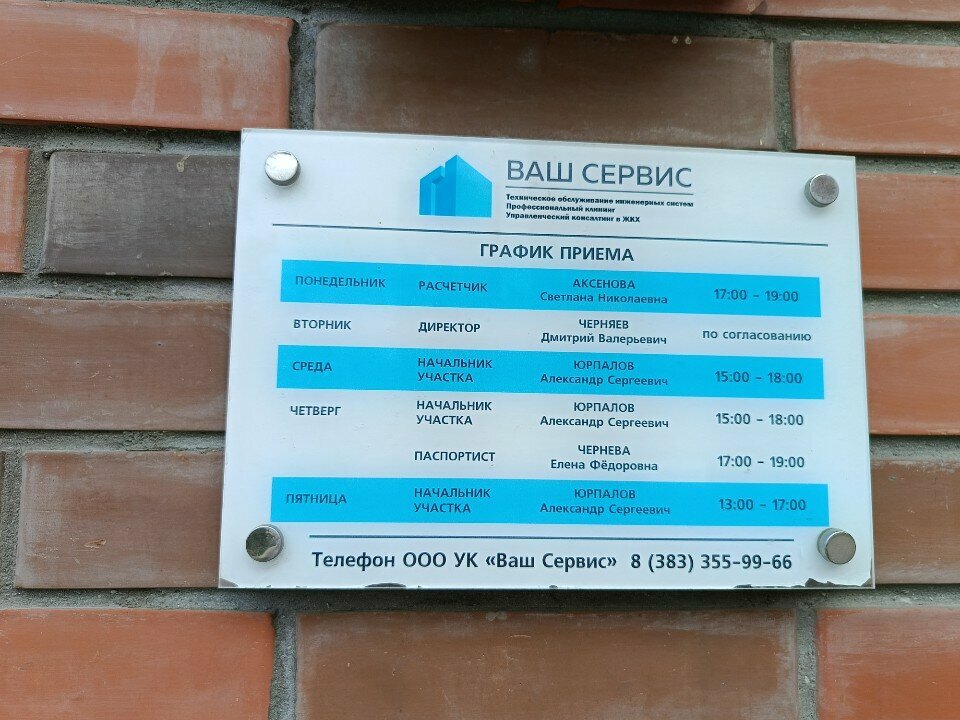 ВАШ СЕРВИС
Техническое обслуживание инженерных систем
Профессиональный клининг
Управленческий консалтинг в ЖКХ
ГРАФИК ПРИЕМА
ПОНЕДЕЛЬНИК РАСЧЕТЧИК АКСЕНОВА Светлана Николаевна 17:00 - 19:00
ВТОРНИК ДИРЕКТОР ЧЕРНЯЕВ Дмитрий Валерьевич по согласованию
СРЕДА НАЧАЛЬНИК УЧАСТКА ЮРПАЛОВ Александр Сергеевич 15:00 - 18:00
ЧЕТВЕРГ НАЧАЛЬНИК УЧАСТКА ЮРПАЛОВ Александр Сергеевич 15:00 - 18:00
ПАСПОРТИСТ ЧЕРНЕВА Елена Фёдоровна 17:00 - 19:00
ПЯТНИЦА НАЧАЛЬНИК УЧАСТКА ЮРПАЛОВ Александр Сергеевич 13:00 - 17:00
Телефон ООО УК «Ваш Сервис» 8 (383) 355-99-66